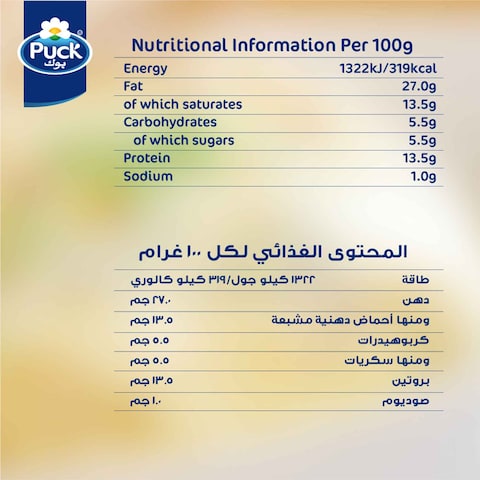 Puck
بوك
Nutritional Information Per 100g
Energy 1322kJ/319kcal
Fat 27.0g
of which saturates 13.5g
Carbohydrates 5.5g
of which sugars 5.5g
Protein 13.5g
Sodium 1.0g
المحتوى الغذائي لكل ١٠٠ غرام
طاقة ١٣٢٢ كيلو جول/٣١٩ كيلو كالوري
دهن ٢٧.٠ جم
ومنها أحماض دهنية مشبعة ١٣.٥ جم
كربوهيدرات ٥.٥ جم
ومنها سكريات ٥.٥ جم
بروتين ١٣.٥ جم
صوديوم ١.٠ جم